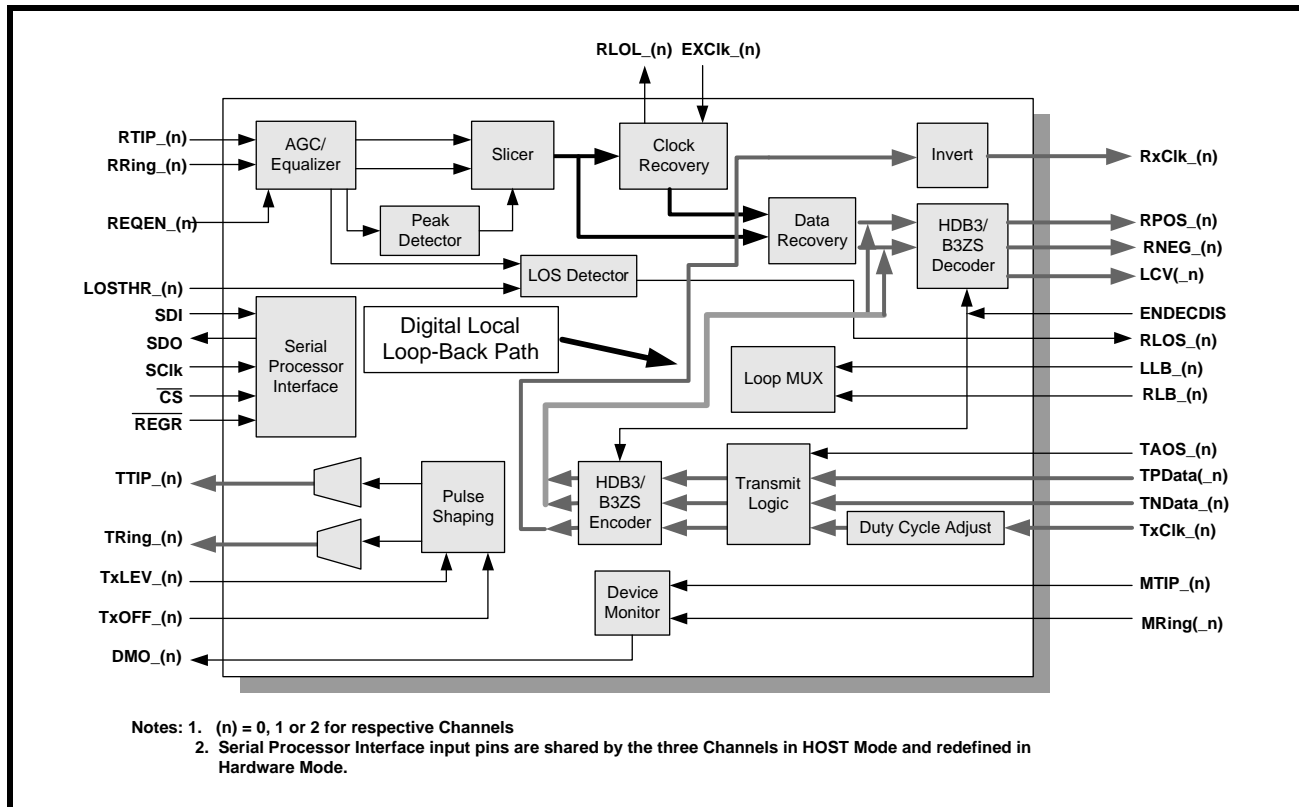 RLOL_(n) EXClk_(n)
RTIP_(n)
RRing_(n)
REQEN_(n)
LOSTHR_(n)
SDI
SDO
SClk
CS
REGR
TTIP_(n)
TRing_(n)
TxLEV_(n)
TxOFF_(n)
DMO_(n)
AGC/
Equalizer
Slicer
Clock
Recovery
Invert
Peak
Detector
Data
Recovery
HDB3/
B3ZS
Decoder
LOS Detector
Serial
Processor
Interface
Digital Local
Loop-Back Path
Loop MUX
Pulse
Shaping
HDB3/
B3ZS
Encoder
Transmit
Logic
Duty Cycle Adjust
Device
Monitor
RxClk_(n)
RPOS_(n)
RNEG_(n)
LCV(_n)
ENDECDIS
RLOS_(n)
LLB_(n)
RLB_(n)
TAOS_(n)
TPData(_n)
TNData_(n)
TxClk_(n)
MTIP_(n)
MRing(_n)
Notes: 1. (n) = 0, 1 or 2 for respective Channels
2. Serial Processor Interface input pins are shared by the three Channels in HOST Mode and redefined in
Hardware Mode.